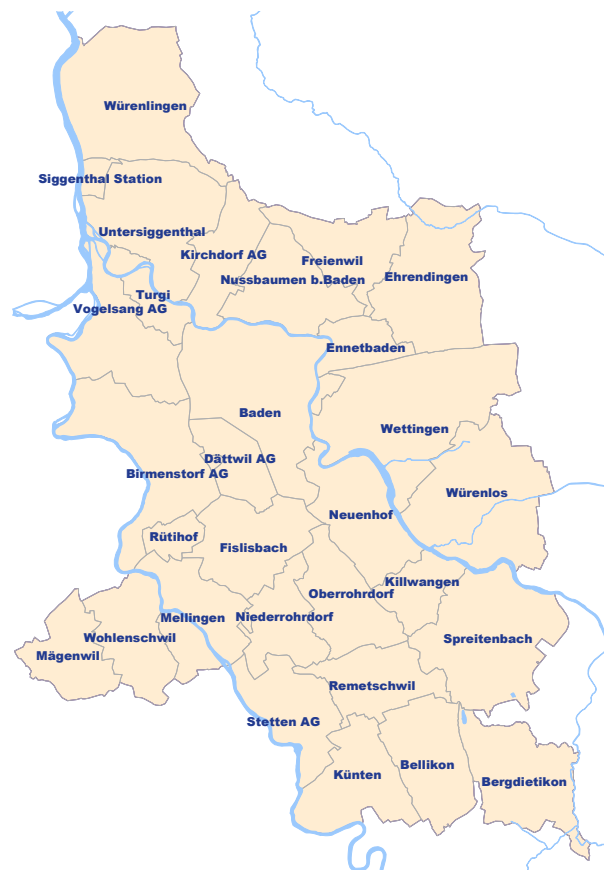 Würenlingen
Siggenthal Station
Untersiggenthal
Kirchdorf AG
Freienwil
Nussbaumen b.Baden
Ehrendingen
Turgi
Vogelsang AG
Ennetbaden
Baden
Wettingen
Dättwil AG
Birmenstorf AG
Würenlos
Neuenhof
Rütihof
Fislisbach
Killwangen
Oberrohrdorf
Mellingen
Niederrohrdorf
Wohlenschwil
Spreitenbach
Mägenwil
Remetschwil
Stetten AG
Bellikon
Künten
Bergdietikon